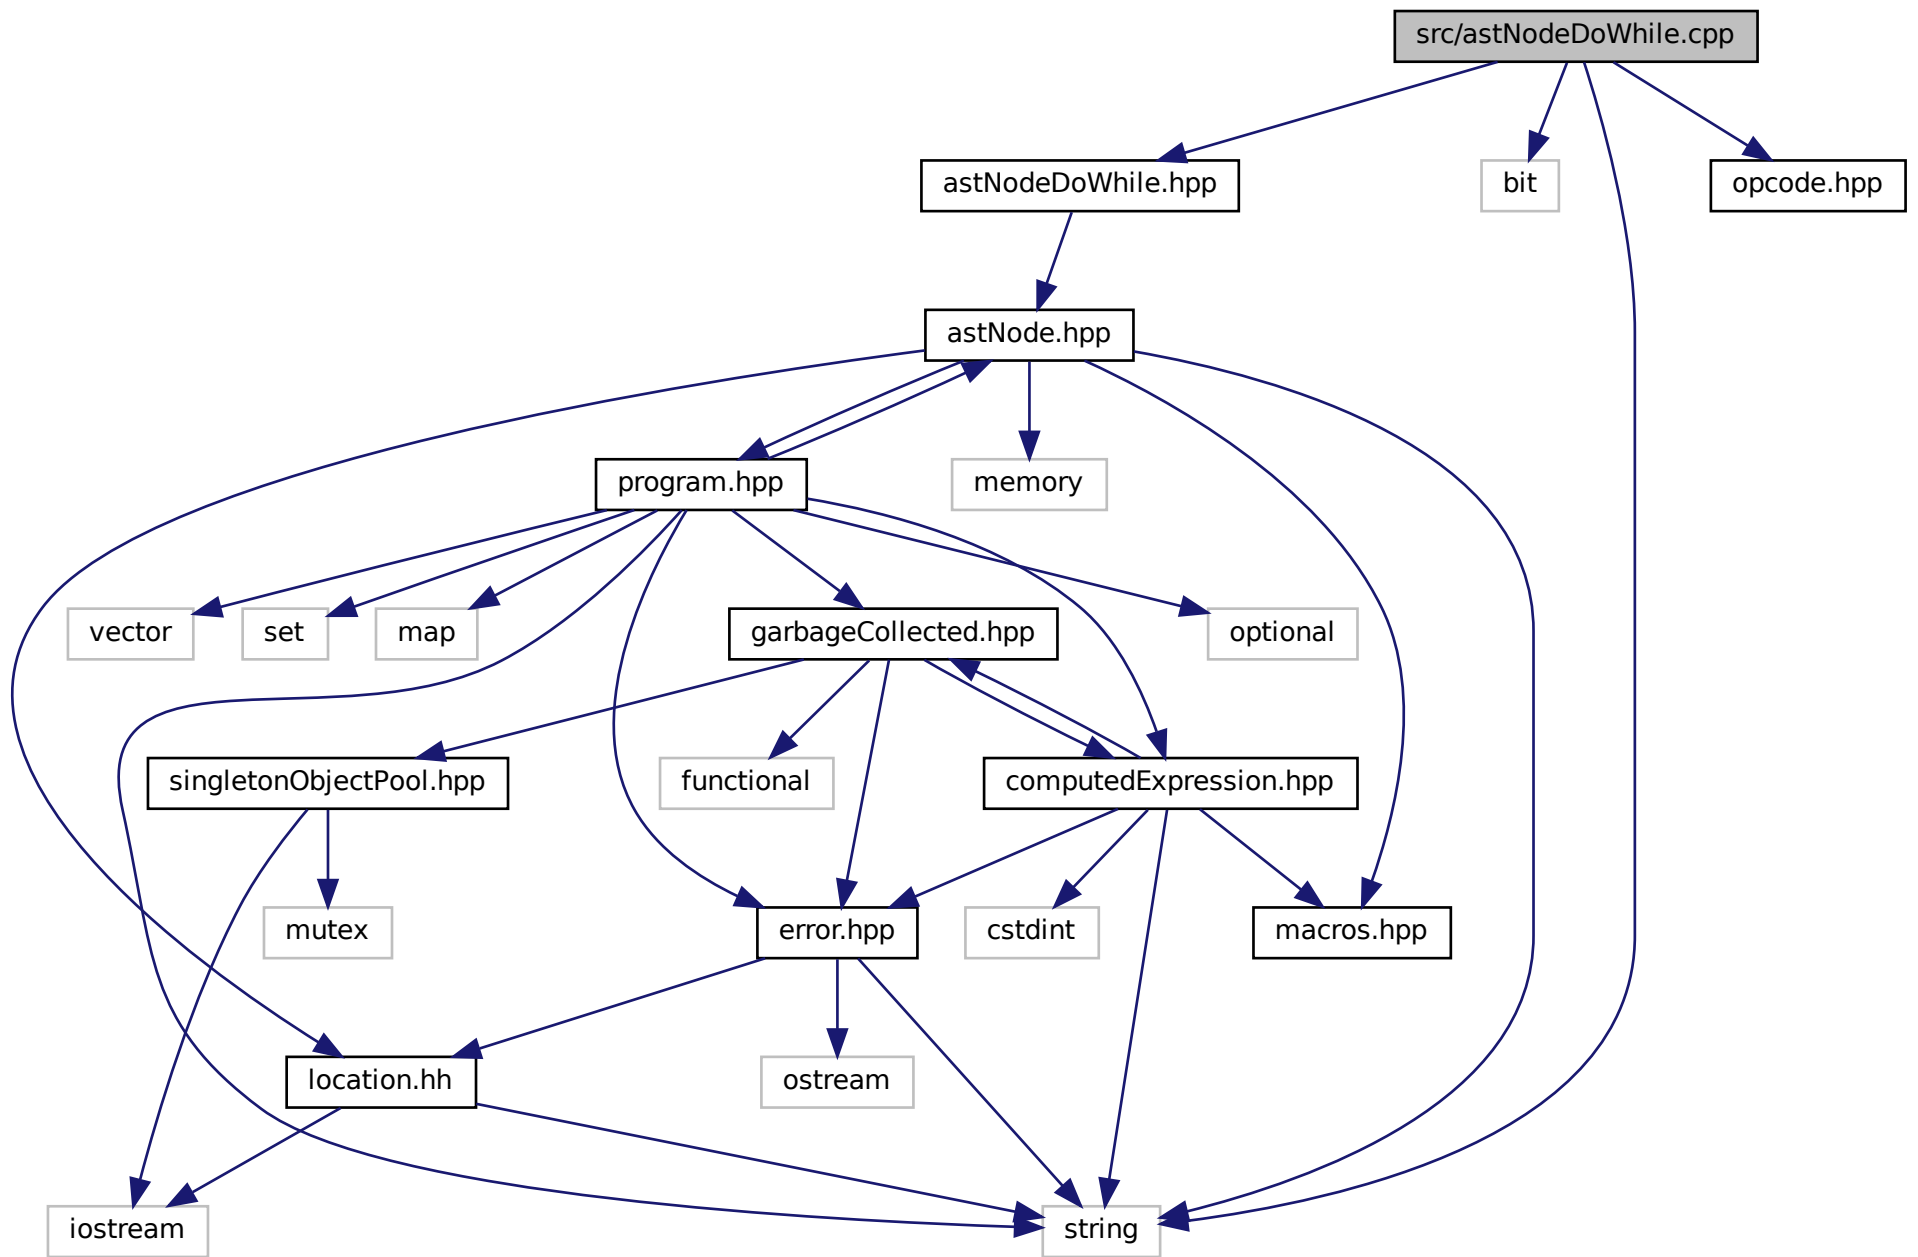 src/astNodeDoWhile.cpp
astNodeDoWhile.hpp
bit
opcode.hpp
astNode.hpp
program.hpp
memory
vector
set
map
garbageCollected.hpp
optional
singletonObjectPool.hpp
functional
computedExpression.hpp
mutex
error.hpp
cstdint
macros.hpp
location.hh
ostream
iostream
string